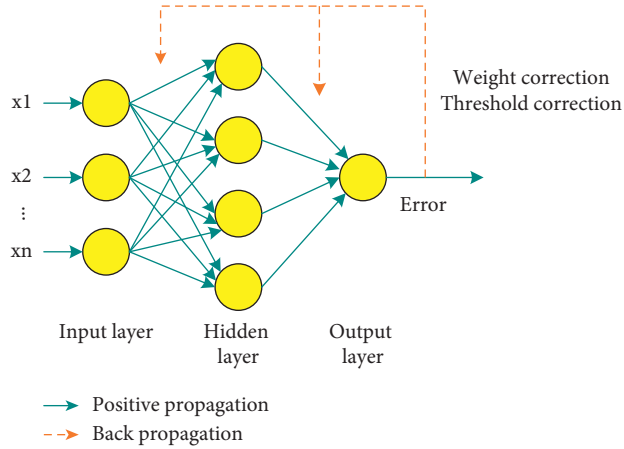 Weight correction
Threshold correction
x1
x2
...
xn
Error
Input layer
Hidden
layer
Output
layer
Positive propagation
Back propagation